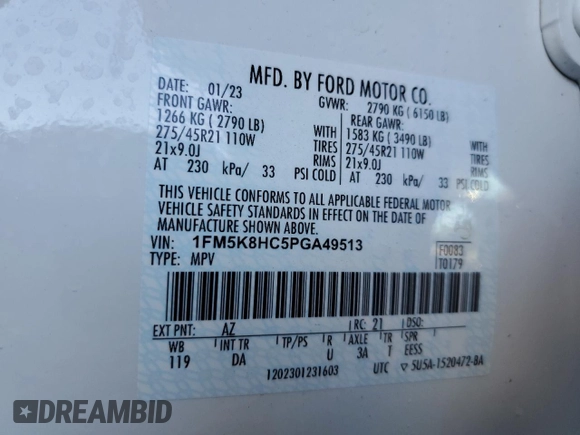 MFD. BY FORD MOTOR CO.
DATE: 01/23 GVWR: 2790 KG ( 6150 LB)
FRONT GAWR: REAR GAWR:
1266 KG ( 2790 LB) WITH 1583 KG ( 3490 LB) WITH
275/45R21 110W TIRES 275/45R21 110W TIRES
21x9.0J RIMS 21x9.0J RIMS
AT 230 kPa/ 33 PSI COLD AT 230 kPa/ 33 PSI COLD
THIS VEHICLE CONFORMS TO ALL APPLICABLE FEDERAL MOTOR
VEHICLE SAFETY STANDARDS IN EFFECT ON THE DATE OF
MANUFACTURE SHOWN ABOVE.
VIN: 1FM5K8HC5PGA49513 F0083
TYPE: MPV T0179
EXT PNT: AZ RC: 21 DSO:
WB INT TR TP/PS R AXLE TR
119 DA U 3A T EESS
1202301231603 UTC ▽ 5U5A-1520472-BA
DREAMBID